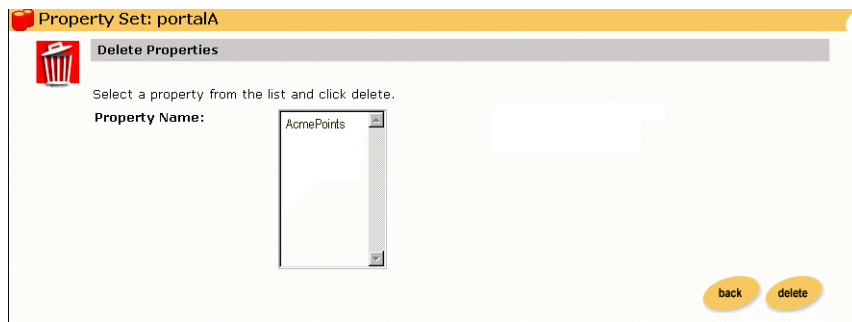 Property Set: portalA
Delete Properties
Select a property from the list and click delete.
Property Name:
AcmePoints
back
delete